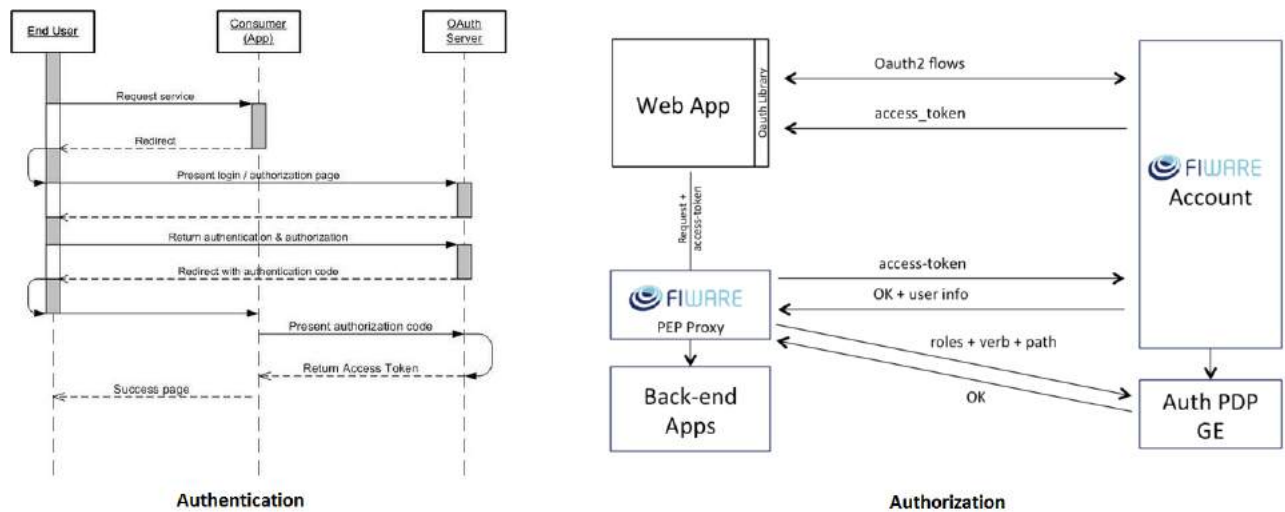 End User
Consumer
(App)
OAuth
Server
Request service
Redirect
Present login / authorization page
Return authentication & authorization
Redirect with authentication code
Present authorization code
Return Access Token
Success page
Authentication
Web App
Oauth Library
Oauth2 flows
access_token
FIWARE
Account
Request +
access-token
FIWARE
PEP Proxy
access-token
OK + user info
roles + verb + path
OK
Back-end
Apps
Auth PDP
GE
Authorization